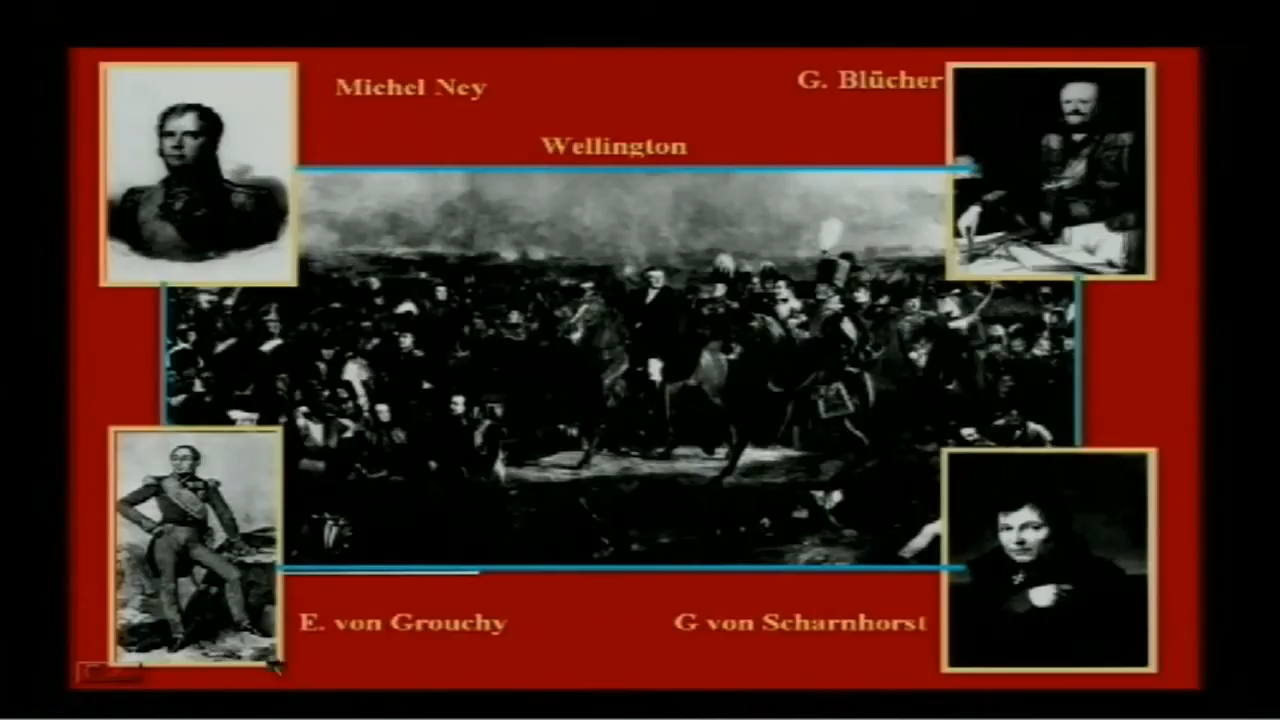 Michel Ney
G. Blücher
Wellington
E. von Grouchy
G von Scharnhorst